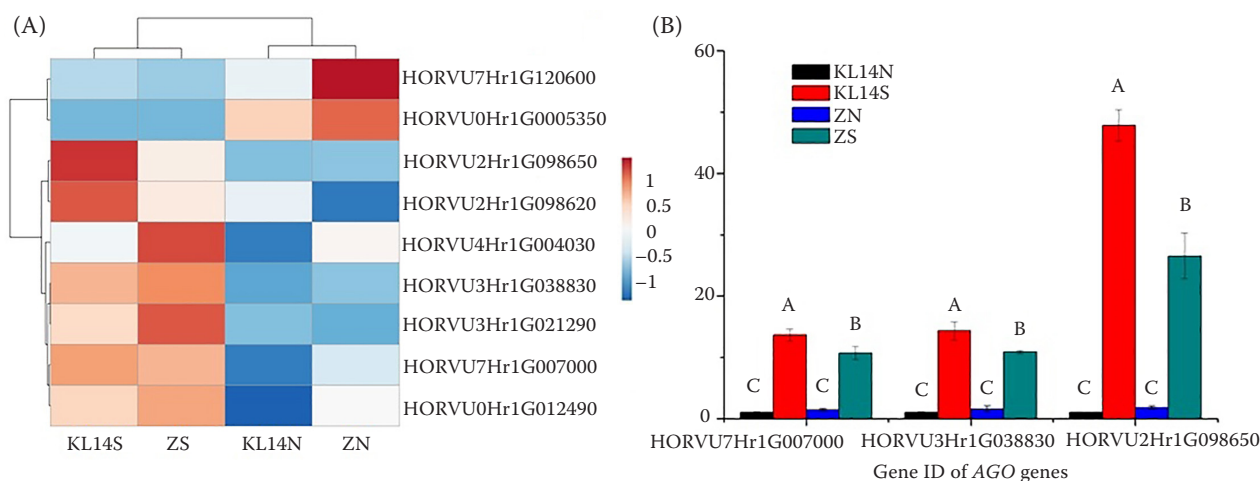 (A)
HORVU7Hr1G120600
HORVU0Hr1G0005350
HORVU2Hr1G098650
HORVU2Hr1G098620
HORVU4Hr1G004030
HORVU3Hr1G038830
HORVU3Hr1G021290
HORVU7Hr1G007000
HORVU0Hr1G012490
KL14S ZS KL14N ZN
1
0.5
0
−0.5
−1
(B)
60
40
20
0
KL14N
KL14S
ZN
ZS
C A C B
C A C B
C A C B
HORVU7Hr1G007000 HORVU3Hr1G038830 HORVU2Hr1G098650
Gene ID of AGO genes